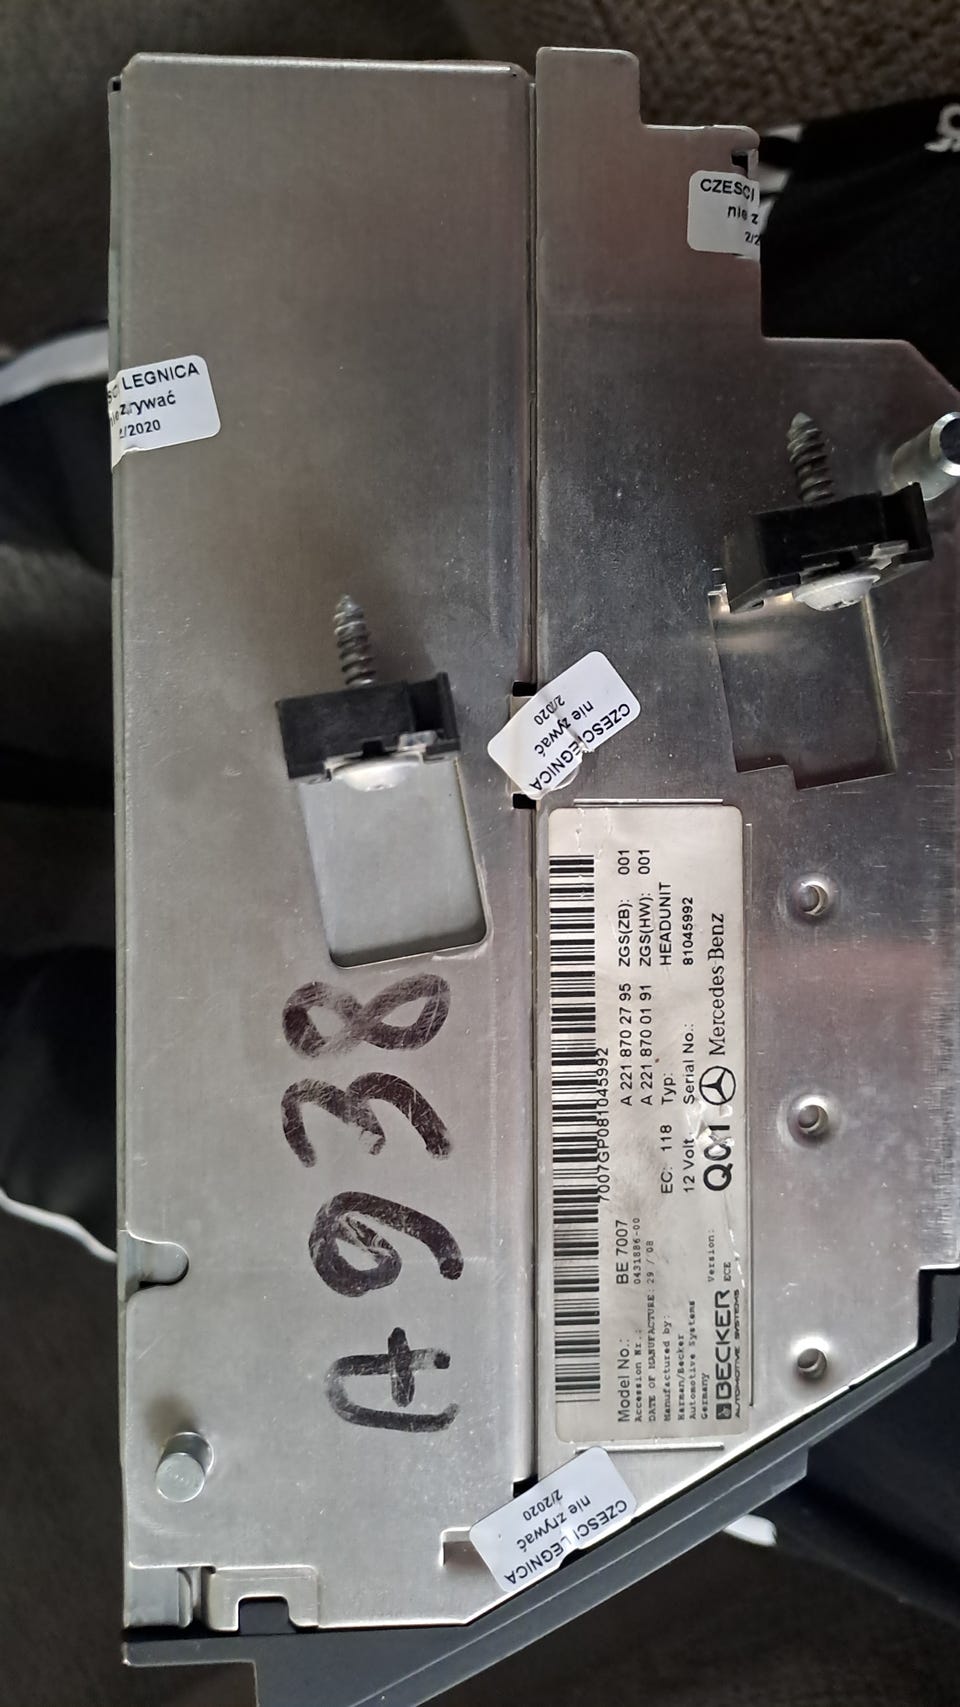 CZESCI
nie z
2/2
LEGNICA
zrywać
/2020
CZESCI LEGNICA
nie zrywać
2/2020
A938
7007GP081045992
A 221 870 27 95 ZGS(ZB): 001
A 221 870 01 91 ZGS(HW): 001
EC: 118 Typ: HEADUNIT
12 Volt Serial No.: 81045992
Q01 Mercedes-Benz
Model No.: BE 7007
Accession Nr.: 0431886-00
DATE OF MANUFACTURE: 29 / 08
Manufactured by:
Harman/Becker
Automotive Systems
Germany Version:
BECKER ECE
AUTOMOTIVE SYSTEMS
CZESCI LEGNICA
nie zrywać
2/2020